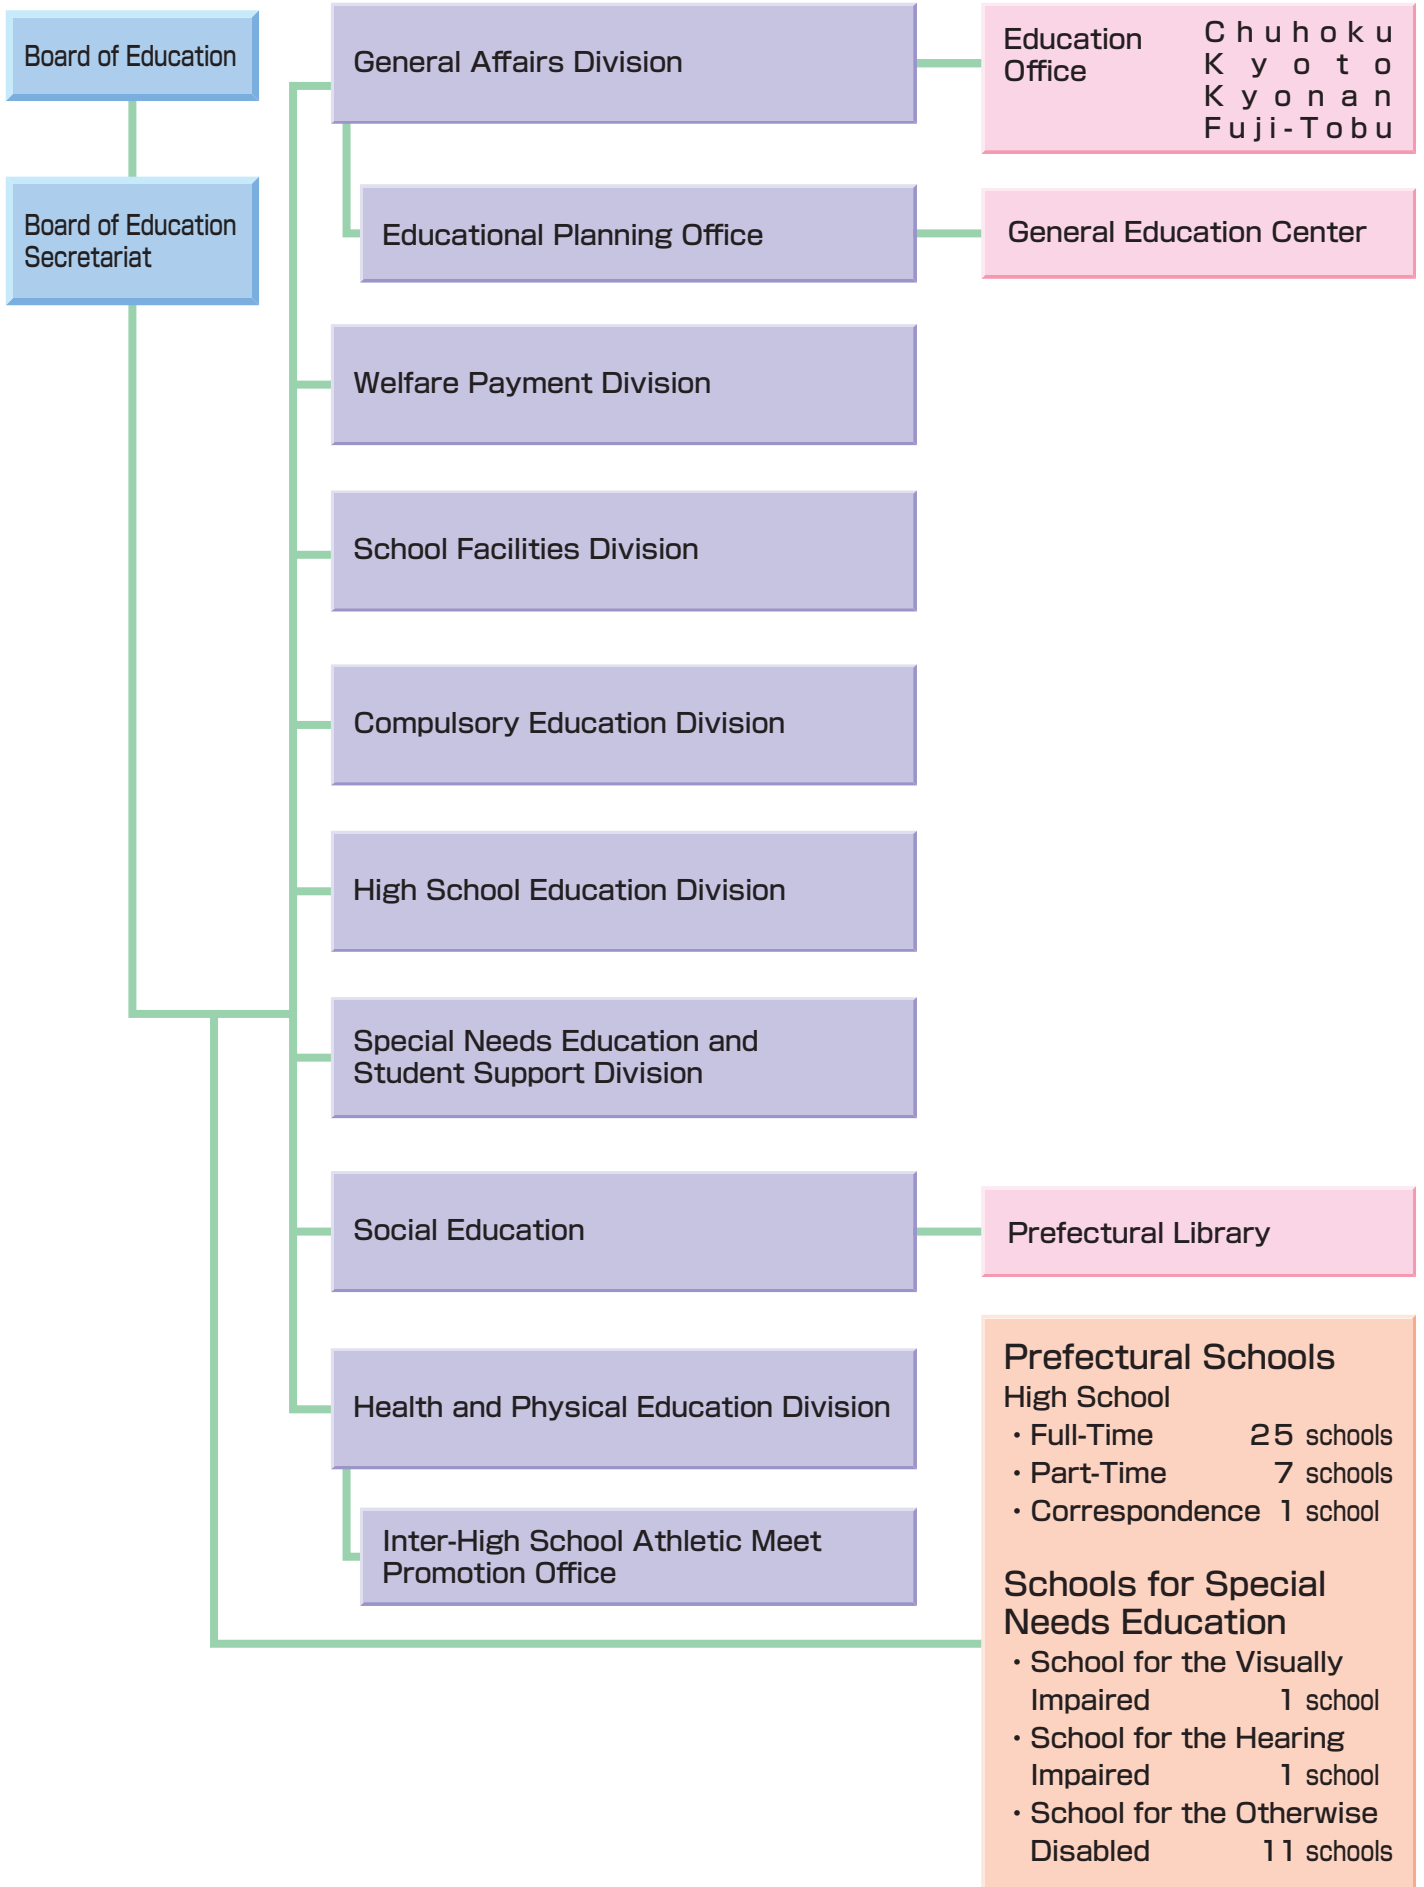 Board of Education
Board of Education
Secretariat
General Affairs Division
Education
Office
Chuhoku
Kyoto
Kyonan
Fuji-Tobu
Educational Planning Office
General Education Center
Welfare Payment Division
School Facilities Division
Compulsory Education Division
High School Education Division
Special Needs Education and
Student Support Division
Social Education
Prefectural Library
Health and Physical Education Division
Inter-High School Athletic Meet
Promotion Office
Prefectural Schools
High School
・Full-Time 25 schools
・Part-Time 7 schools
・Correspondence 1 school
Schools for Special
Needs Education
・School for the Visually
Impaired 1 school
・School for the Hearing
Impaired 1 school
・School for the Otherwise
Disabled 11 schools